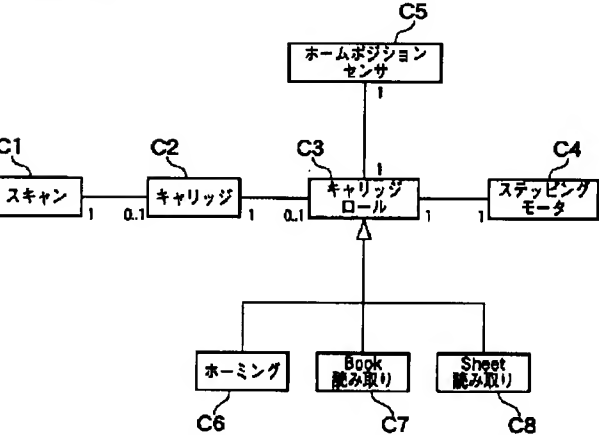 C5
ホームポジション
センサ
1
C1
C2
C3
1
C4
スキャン
キャリッジ
キャリッジ
ロール
ステッピング
モータ
1
0..1
1
0..1
1
1
ホーミング
Book
読み取り
Sheet
読み取り
C6
C7
C8